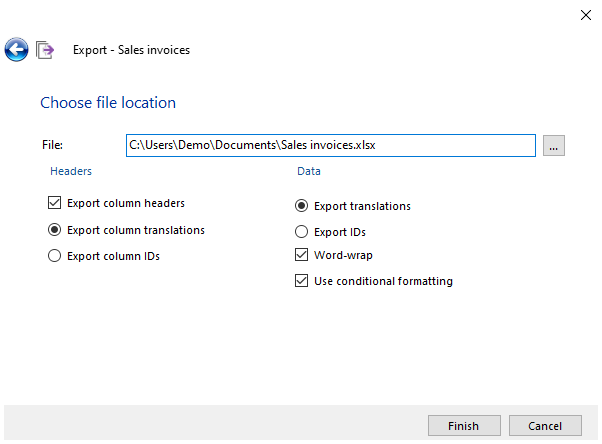 Export - Sales invoices
Choose file location
File: C:\Users\Demo\Documents\Sales invoices.xlsx ...
Headers Data
Export column headers Export translations
Export column translations Export IDs
Export column IDs Word-wrap
Use conditional formatting
Finish Cancel